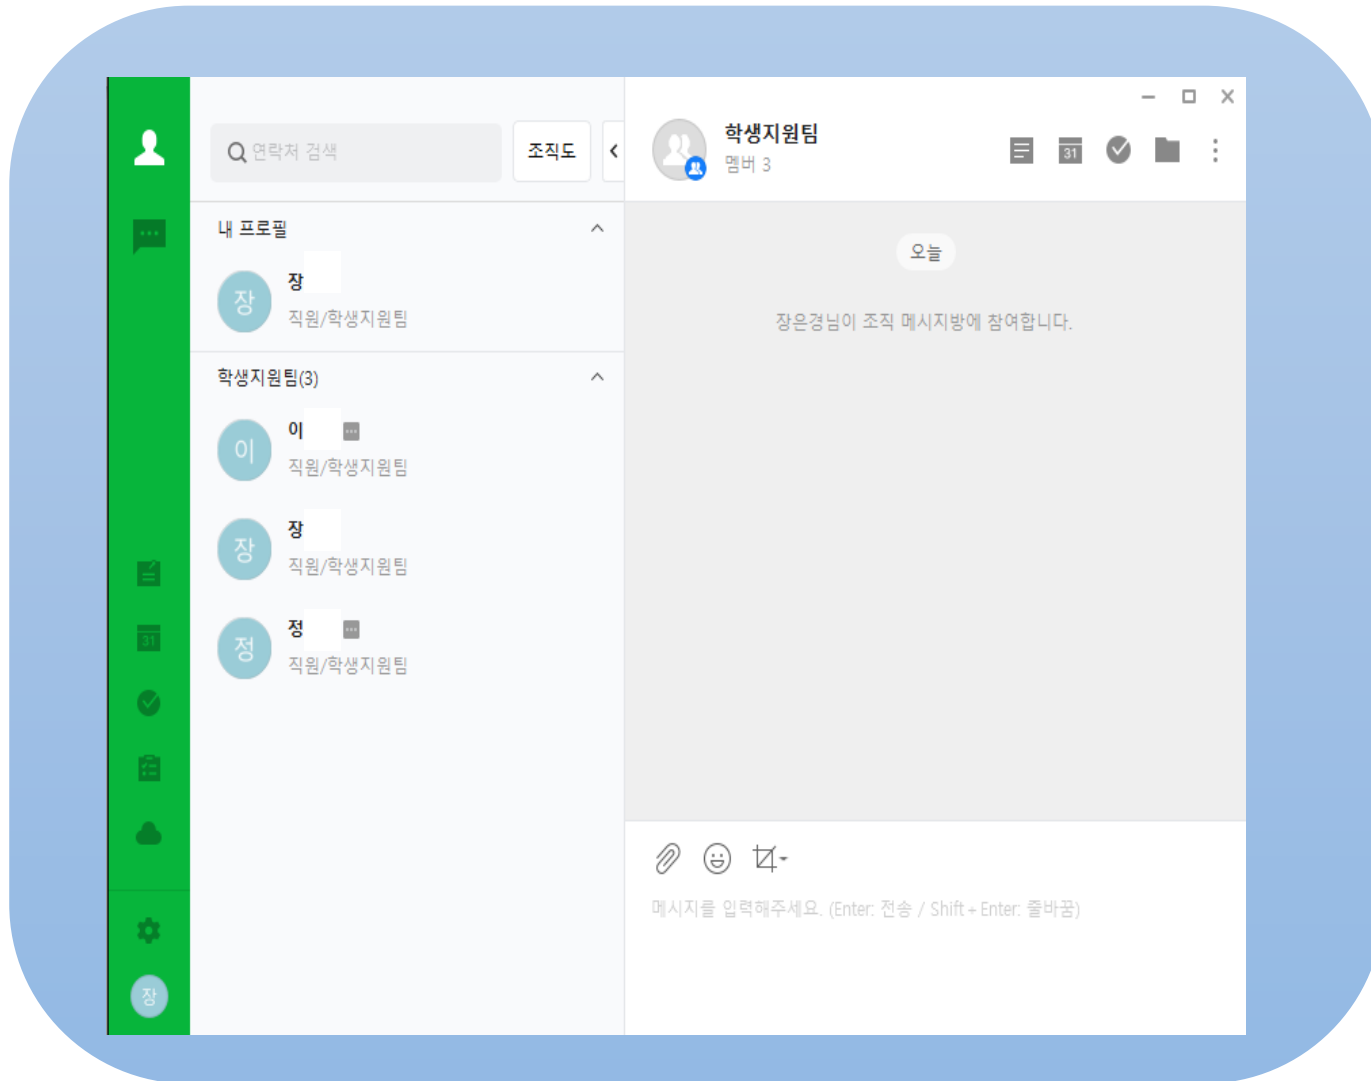 연락처 검색
조직도
내 프로필
장
장
직원/학생지원팀
학생지원팀(3)
이
이
직원/학생지원팀
장
장
직원/학생지원팀
정
정
직원/학생지원팀
31
장
학생지원팀
멤버 3
31
오늘
장은경님이 조직 메시지방에 참여합니다.
메시지를 입력해주세요. (Enter: 전송 / Shift + Enter: 줄바꿈)